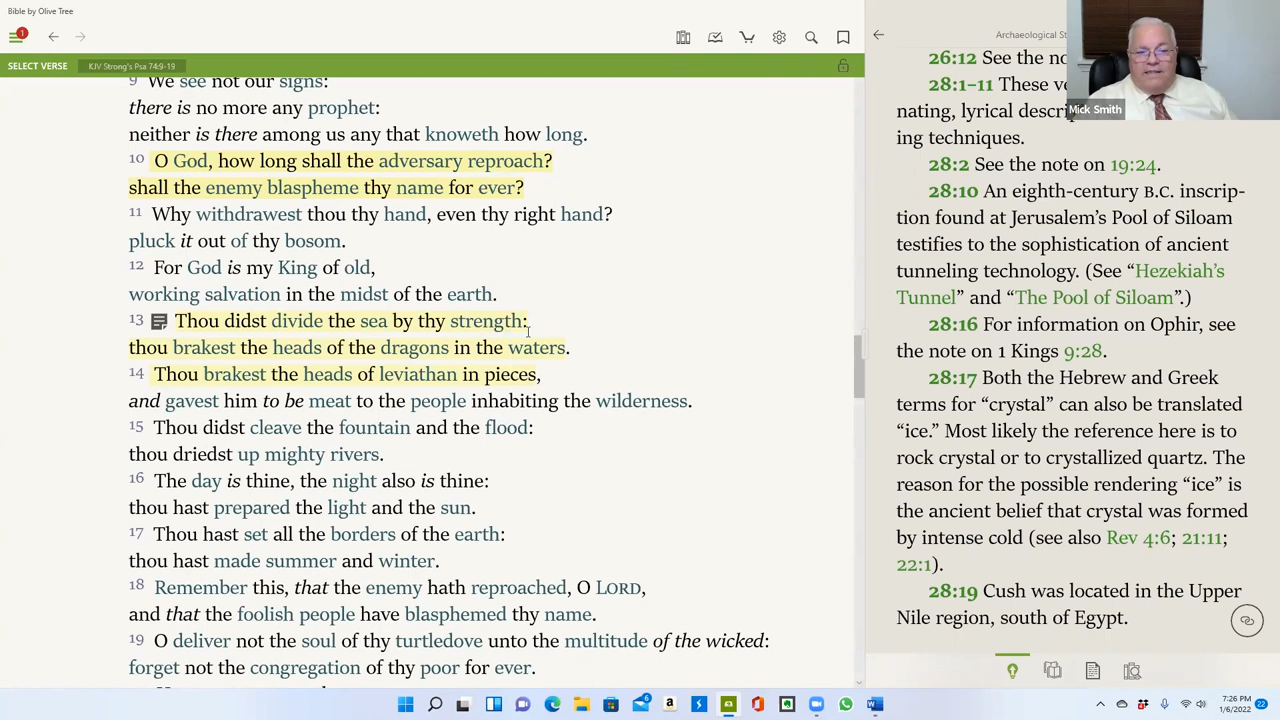 Bible by Olive Tree
1
SELECT VERSE
KJV Strong's Psa 74:9-19
9 We see not our signs:
there is no more any prophet:
neither is there among us any that knoweth how long.
10 O God, how long shall the adversary reproach?
shall the enemy blaspheme thy name for ever?
11 Why withdrawest thou thy hand, even thy right hand?
pluck it out of thy bosom.
12 For God is my King of old,
working salvation in the midst of the earth.
13 Thou didst divide the sea by thy strength:
thou brakest the heads of the dragons in the waters.
14 Thou brakest the heads of leviathan in pieces,
and gavest him to be meat to the people inhabiting the wilderness.
15 Thou didst cleave the fountain and the flood:
thou driedst up mighty rivers.
16 The day is thine, the night also is thine:
thou hast prepared the light and the sun.
17 Thou hast set all the borders of the earth:
thou hast made summer and winter.
18 Remember this, that the enemy hath reproached, O LORD,
and that the foolish people have blasphemed thy name.
19 O deliver not the soul of thy turtledove unto the multitude of the wicked:
forget not the congregation of thy poor for ever.
Archaeological St
26:12 See the no
28:1–11 These ve
nating, lyrical descrip
ing techniques.
28:2 See the note on 19:24.
28:10 An eighth-century B.C. inscrip-
tion found at Jerusalem's Pool of Siloam
testifies to the sophistication of ancient
tunneling technology. (See “Hezekiah's
Tunnel” and “The Pool of Siloam”.)
28:16 For information on Ophir, see
the note on 1 Kings 9:28.
28:17 Both the Hebrew and Greek
terms for “crystal” can also be translated
“ice.” Most likely the reference here is to
rock crystal or to crystallized quartz. The
reason for the possible rendering “ice” is
the ancient belief that crystal was formed
by intense cold (see also Rev 4:6; 21:11;
22:1).
28:19 Cush was located in the Upper
Nile region, south of Egypt.
Mick Smith
7:26 PM
1/6/2022
22